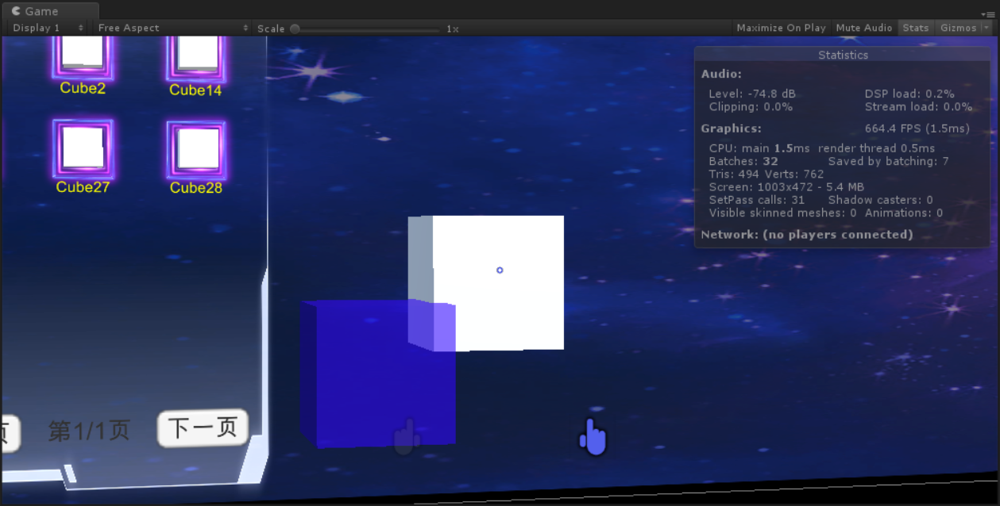 Game
Display 1 Free Aspect Scale 1x Maximize On Play Mute Audio Stats Gizmos
Cube2 Cube14
Cube27 Cube28
页 第1/1页 下一页
Statistics
Audio:
Level: -74.8 dB DSP load: 0.2%
Clipping: 0.0% Stream load: 0.0%
Graphics: 664.4 FPS (1.5ms)
CPU: main 1.5ms render thread 0.5ms
Batches: 32 Saved by batching: 7
Tris: 494 Verts: 762
Screen: 1003x472 - 5.4 MB
SetPass calls: 31 Shadow casters: 0
Visible skinned meshes: 0 Animations: 0
Network: (no players connected)